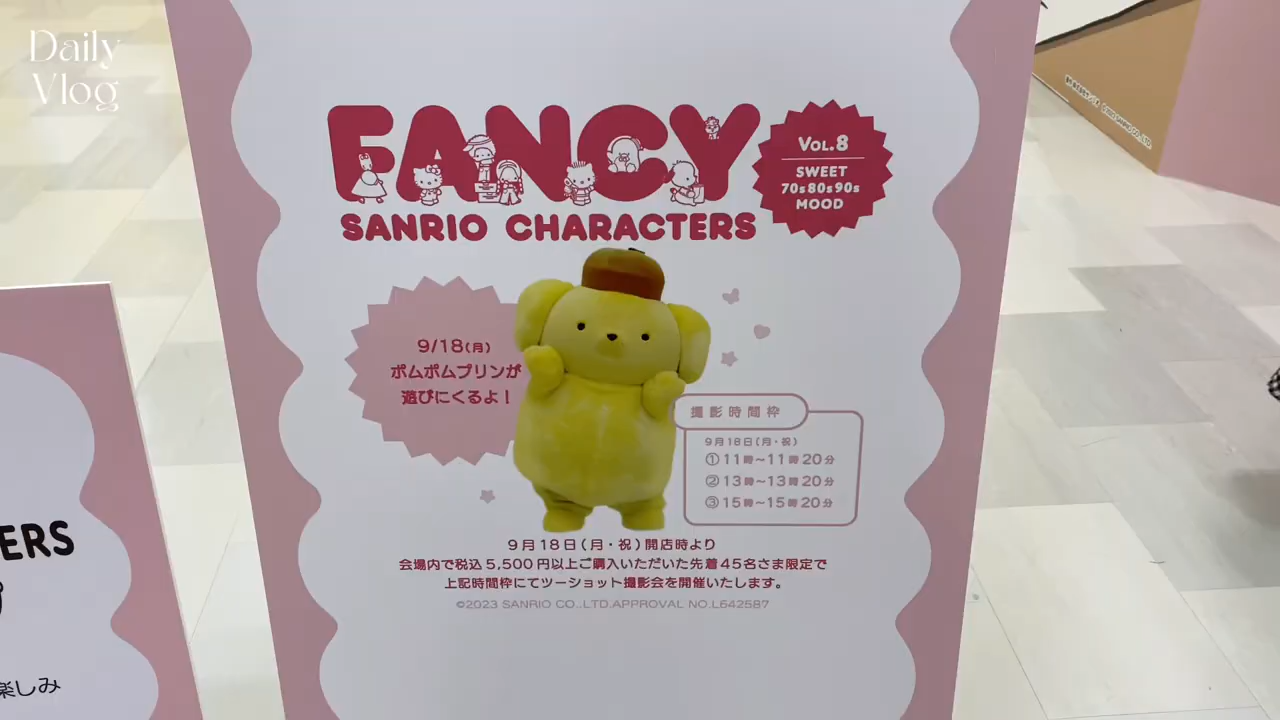 Daily
Vlog
FANCY
SANRIO CHARACTERS
VOL.8
SWEET
70s80s90s
MOOD
9/18(月)
ポムポムプリンが
遊びにくるよ!
撮影時間枠
9月18日(月・祝)
①11時~11時20分
②13時~13時20分
③15時~15時20分
9月18日(月・祝)開店時より
会場内で税込5,500円以上ご購入いただいた先着45名さま限定で
上記時間枠にてツーショット撮影会を開催いたします。
©2023 SANRIO CO.,LTD.APPROVAL NO.L642587
ERS
楽しみ